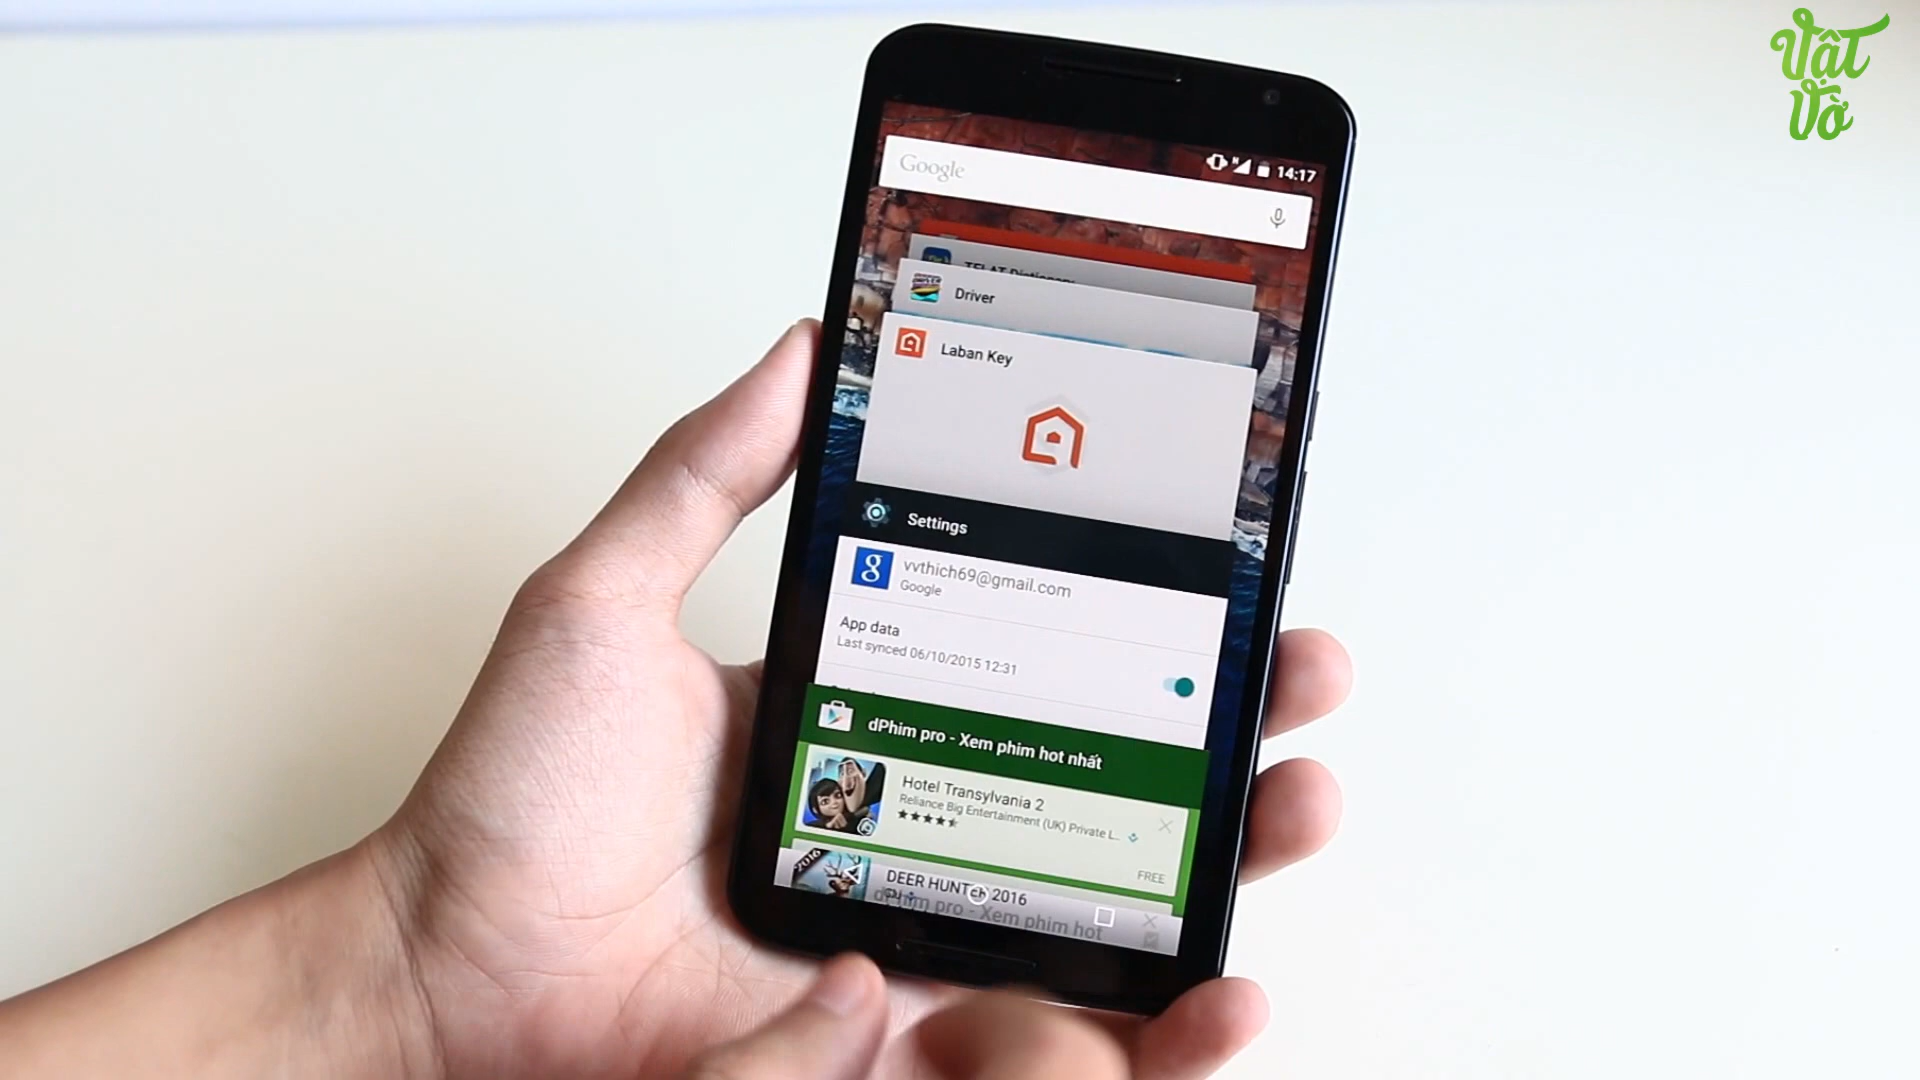 Vật
Vờ
H 14:17
Google
TFLAT Dictionary
Driver
Laban Key
Settings
vvthich69@gmail.com
Google
App data
Last synced 06/10/2015 12:31
dPhim pro - Xem phim hot nhất
Hotel Transylvania 2
Reliance Big Entertainment (UK) Private L..
FREE
2016
DEER HUNTER 2016
dPhim pro - Xem phim hot